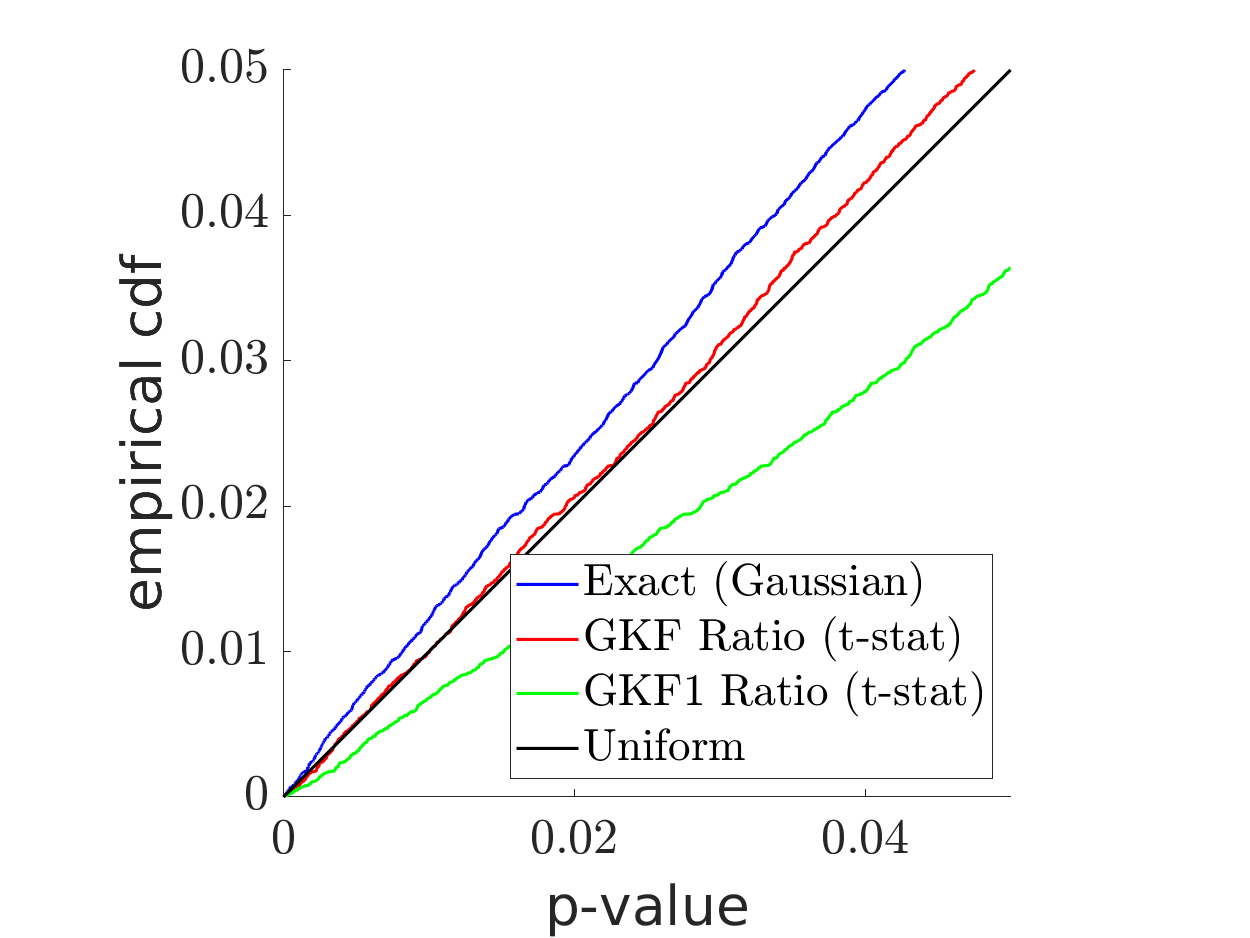 0.05
0.04
0.03
0.02
0.01
0
empirical cdf
Exact (Gaussian)
GKF Ratio (t-stat)
GKF1 Ratio (t-stat)
Uniform
0
0.02
0.04
p-value